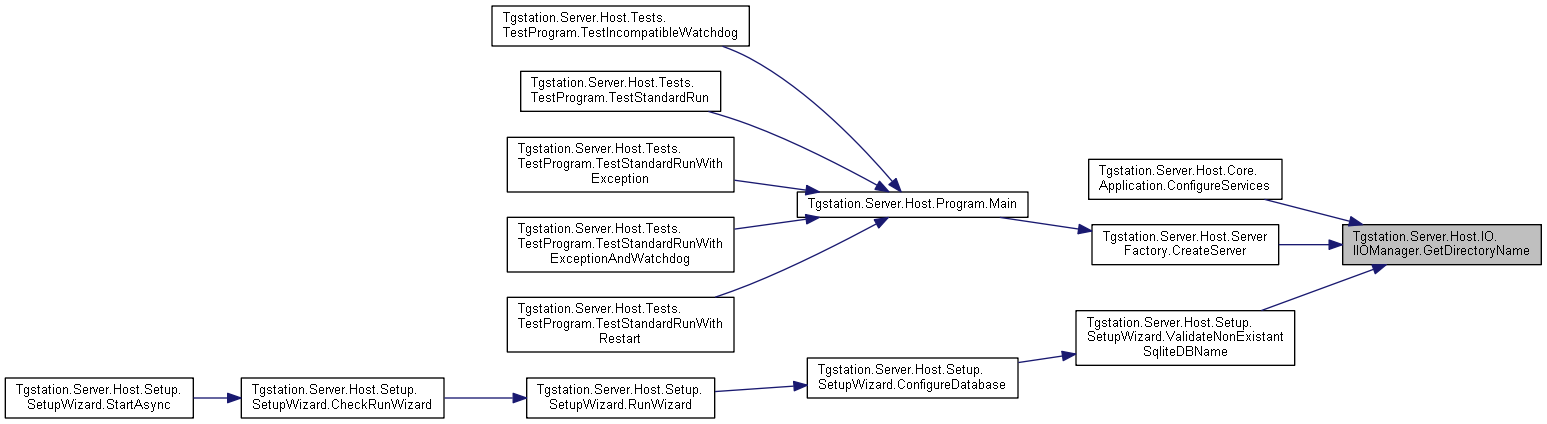 Tgstation.Server.Host.Tests.
TestProgram.TestIncompatibleWatchdog
Tgstation.Server.Host.Tests.
TestProgram.TestStandardRun
Tgstation.Server.Host.Tests.
TestProgram.TestStandardRunWith
Exception
Tgstation.Server.Host.Tests.
TestProgram.TestStandardRunWith
ExceptionAndWatchdog
Tgstation.Server.Host.Tests.
TestProgram.TestStandardRunWith
Restart
Tgstation.Server.Host.Program.Main
Tgstation.Server.Host.Core.
Application.ConfigureServices
Tgstation.Server.Host.Server
Factory.CreateServer
Tgstation.Server.Host.IO.
IIOManager.GetDirectoryName
Tgstation.Server.Host.Setup.
SetupWizard.ValidateNonExistant
SqliteDBName
Tgstation.Server.Host.Setup.
SetupWizard.ConfigureDatabase
Tgstation.Server.Host.Setup.
SetupWizard.RunWizard
Tgstation.Server.Host.Setup.
SetupWizard.CheckRunWizard
Tgstation.Server.Host.Setup.
SetupWizard.StartAsync